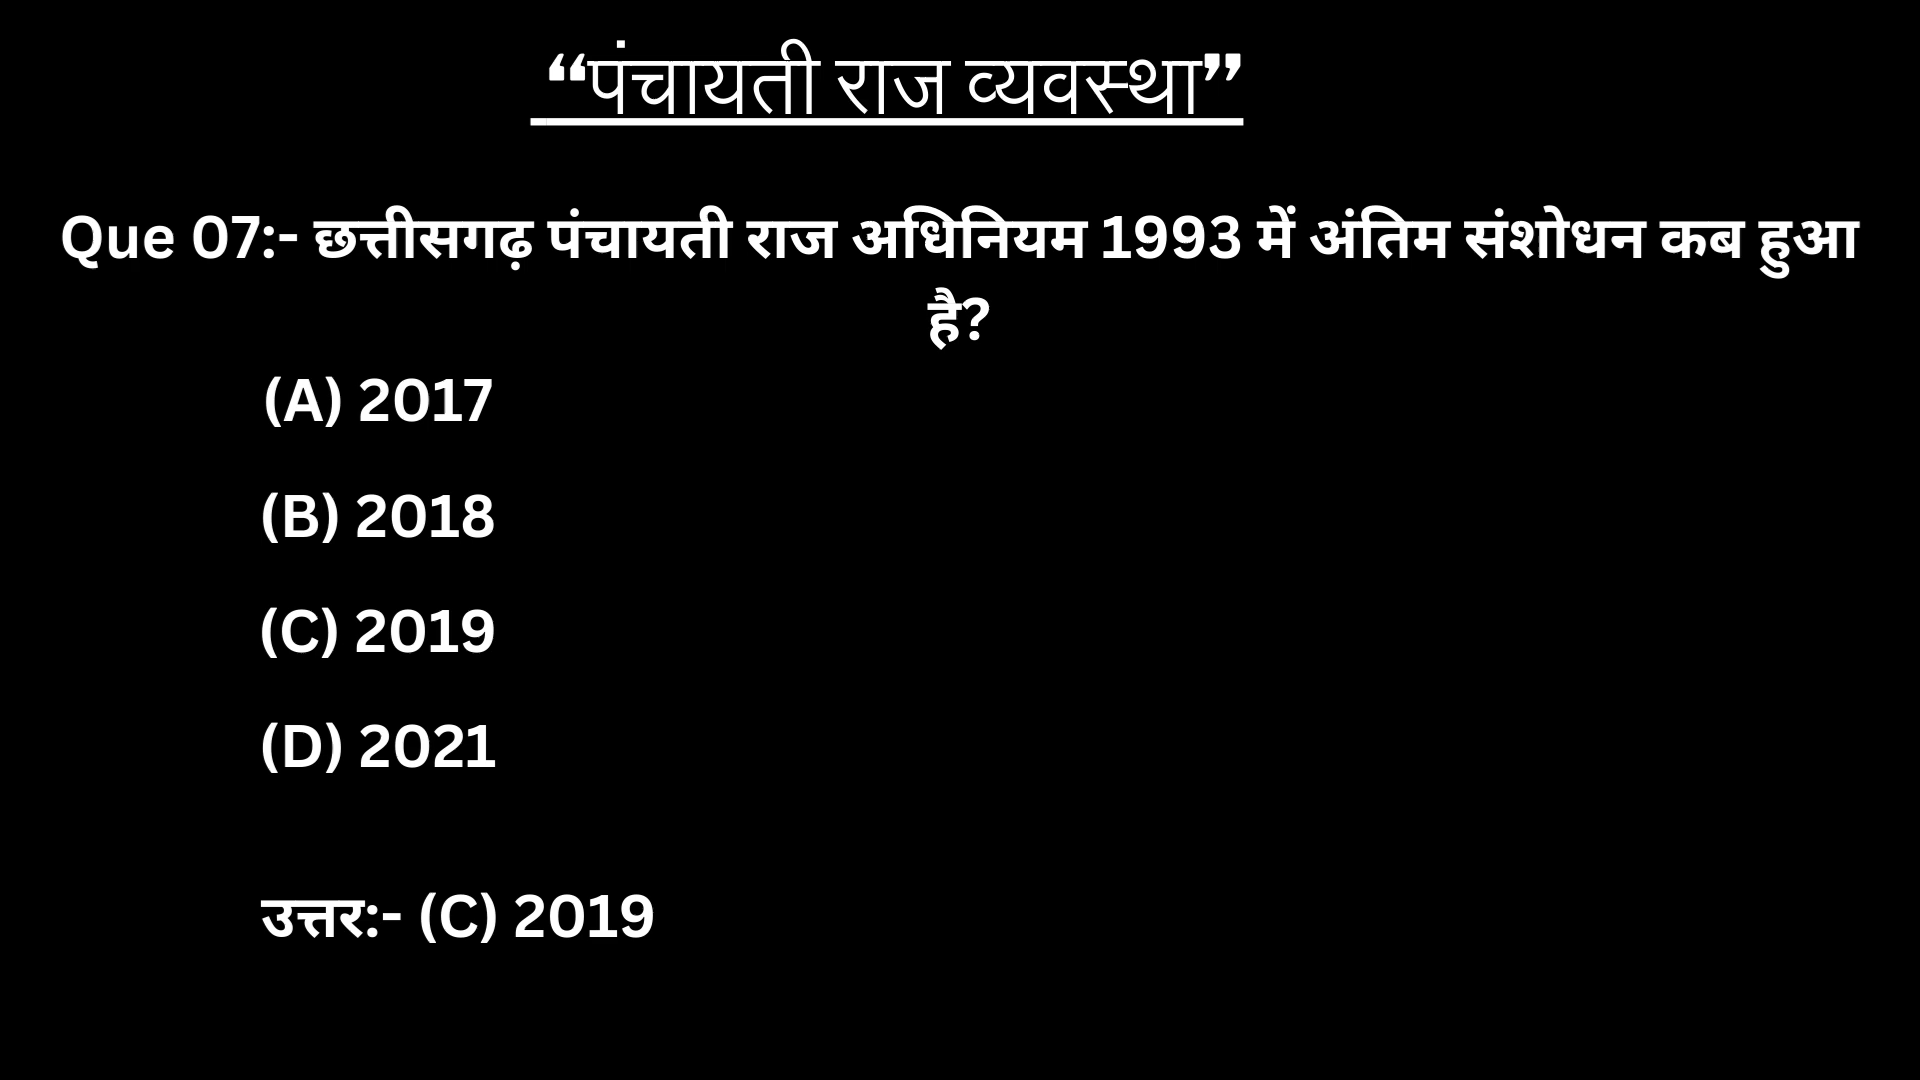 “पंचायती राज व्यवस्था”
Que 07:- छत्तीसगढ़ पंचायती राज अधिनियम 1993 में अंतिम संशोधन कब हुआ
है?
(A) 2017
(B) 2018
(C) 2019
(D) 2021
उत्तर:- (C) 2019